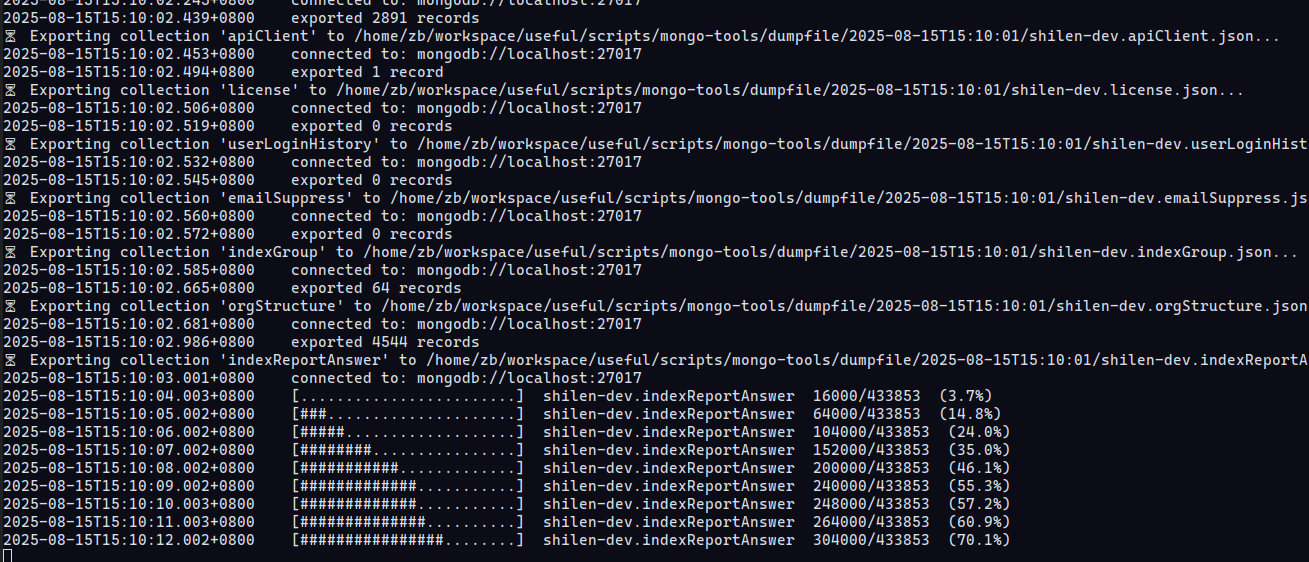 2025-08-15T15:10:02.245+0800    connected to: mongodb://localhost:27017
2025-08-15T15:10:02.439+0800    exported 2891 records
⏳ Exporting collection 'apiClient' to /home/zb/workspace/useful/scripts/mongo-tools/dumpfile/2025-08-15T15:10:01/shilen-dev.apiClient.json...
2025-08-15T15:10:02.453+0800    connected to: mongodb://localhost:27017
2025-08-15T15:10:02.494+0800    exported 1 record
⏳ Exporting collection 'license' to /home/zb/workspace/useful/scripts/mongo-tools/dumpfile/2025-08-15T15:10:01/shilen-dev.license.json...
2025-08-15T15:10:02.506+0800    connected to: mongodb://localhost:27017
2025-08-15T15:10:02.519+0800    exported 0 records
⏳ Exporting collection 'userLoginHistory' to /home/zb/workspace/useful/scripts/mongo-tools/dumpfile/2025-08-15T15:10:01/shilen-dev.userLoginHist
2025-08-15T15:10:02.532+0800    connected to: mongodb://localhost:27017
2025-08-15T15:10:02.545+0800    exported 0 records
⏳ Exporting collection 'emailSuppress' to /home/zb/workspace/useful/scripts/mongo-tools/dumpfile/2025-08-15T15:10:01/shilen-dev.emailSuppress.js
2025-08-15T15:10:02.560+0800    connected to: mongodb://localhost:27017
2025-08-15T15:10:02.572+0800    exported 0 records
⏳ Exporting collection 'indexGroup' to /home/zb/workspace/useful/scripts/mongo-tools/dumpfile/2025-08-15T15:10:01/shilen-dev.indexGroup.json...
2025-08-15T15:10:02.585+0800    connected to: mongodb://localhost:27017
2025-08-15T15:10:02.665+0800    exported 64 records
⏳ Exporting collection 'orgStructure' to /home/zb/workspace/useful/scripts/mongo-tools/dumpfile/2025-08-15T15:10:01/shilen-dev.orgStructure.json
2025-08-15T15:10:02.681+0800    connected to: mongodb://localhost:27017
2025-08-15T15:10:02.986+0800    exported 4544 records
⏳ Exporting collection 'indexReportAnswer' to /home/zb/workspace/useful/scripts/mongo-tools/dumpfile/2025-08-15T15:10:01/shilen-dev.indexReportA
2025-08-15T15:10:03.001+0800    connected to: mongodb://localhost:27017
2025-08-15T15:10:04.003+0800    [........................]  shilen-dev.indexReportAnswer  16000/433853  (3.7%)
2025-08-15T15:10:05.002+0800    [###.....................]  shilen-dev.indexReportAnswer  64000/433853  (14.8%)
2025-08-15T15:10:06.002+0800    [#####...................]  shilen-dev.indexReportAnswer  104000/433853  (24.0%)
2025-08-15T15:10:07.002+0800    [########................]  shilen-dev.indexReportAnswer  152000/433853  (35.0%)
2025-08-15T15:10:08.002+0800    [###########.............]  shilen-dev.indexReportAnswer  200000/433853  (46.1%)
2025-08-15T15:10:09.002+0800    [#############...........]  shilen-dev.indexReportAnswer  240000/433853  (55.3%)
2025-08-15T15:10:10.003+0800    [#############...........]  shilen-dev.indexReportAnswer  248000/433853  (57.2%)
2025-08-15T15:10:11.003+0800    [##############..........]  shilen-dev.indexReportAnswer  264000/433853  (60.9%)
2025-08-15T15:10:12.002+0800    [################........]  shilen-dev.indexReportAnswer  304000/433853  (70.1%)